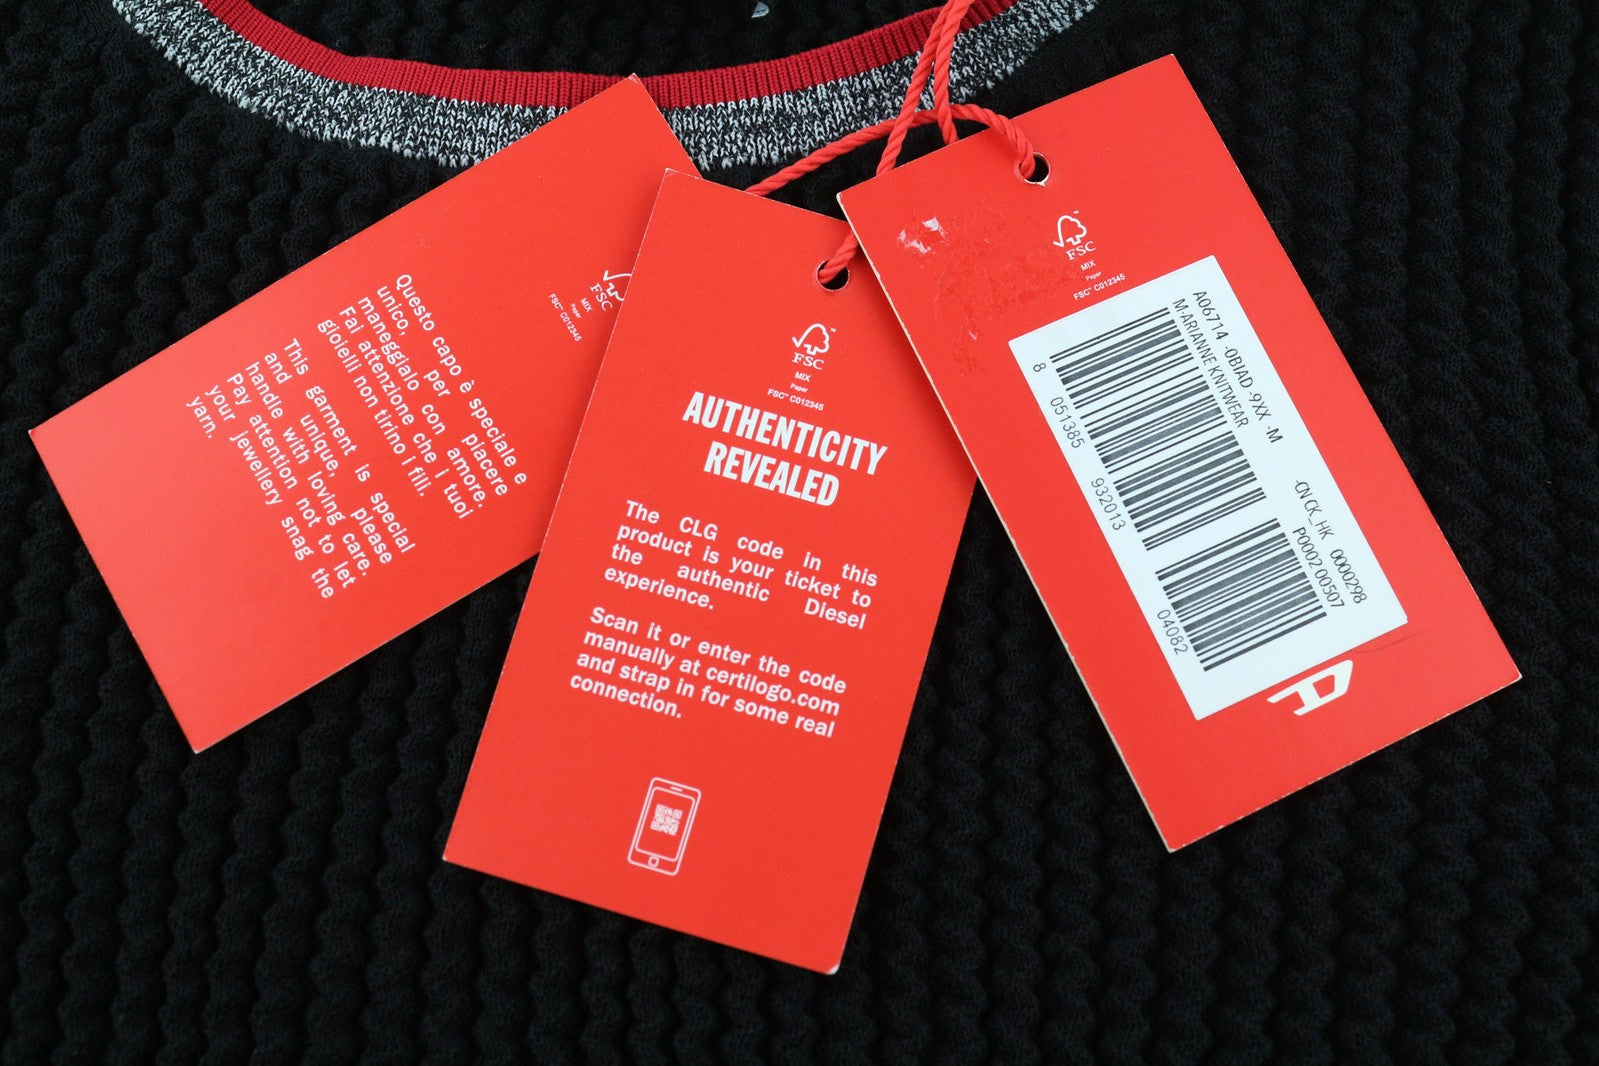 Questo capo è speciale e
unico, per piacere
maneggialo con amore.
Fai attenzione che i tuoi
gioielli non tirino i fili.
This garment is special
and unique, please
handle with loving care.
Pay attention not to let
your jewellery snag the
yarn.
FSC
MIX
Paper
FSC™ C012345
FSC
MIX
Paper
FSC™ C012345
AUTHENTICITY
REVEALED
The CLG code in this
product is your ticket to
the authentic Diesel
experience.
Scan it or enter the code
manually at certilogo.com
and strap in for some real
connection.
FSC
MIX
Paper
FSC™ C012345
A06714 -0BIAD -9XX -M
M-ARIANNE KNITWEAR
-CN CK_HK 0000298
P0002 00507
8 051385 932013 04082